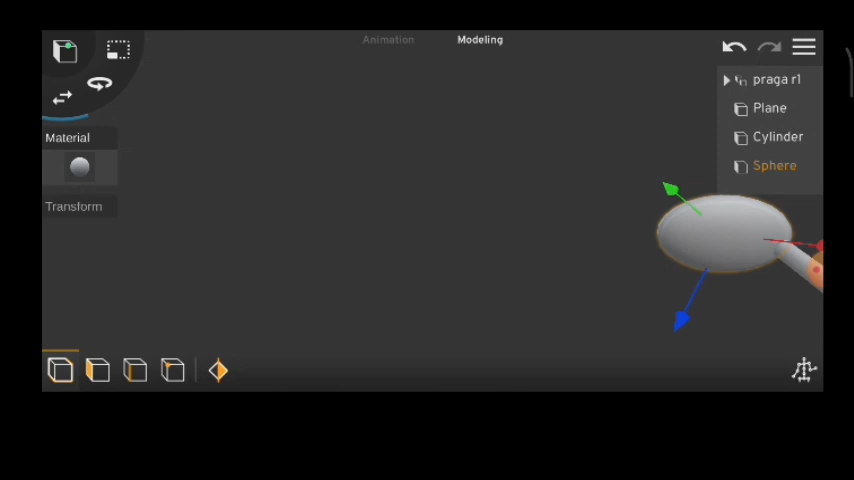 Animation
Modeling
praga r1
Plane
Material
Cylinder
Sphere
Transform